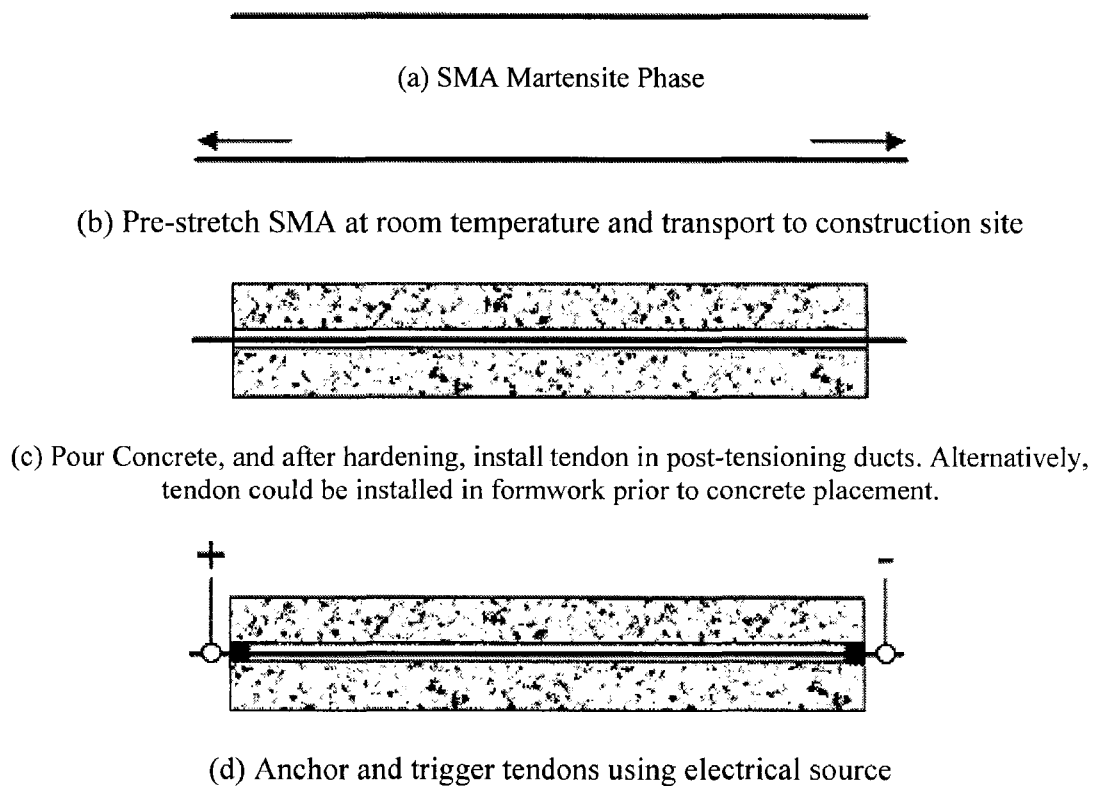 (a) SMA Martensite Phase
(b) Pre-stretch SMA at room temperature and transport to construction site
(c) Pour Concrete, and after hardening, install tendon in post-tensioning ducts. Alternatively,
tendon could be installed in formwork prior to concrete placement.
+
-
(d) Anchor and trigger tendons using electrical source